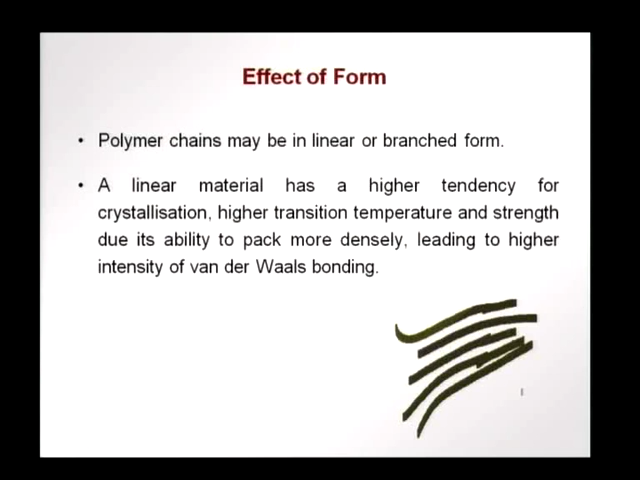 Effect of Form
• Polymer chains may be in linear or branched form.
• A linear material has a higher tendency for
crystallisation, higher transition temperature and strength
due its ability to pack more densely, leading to higher
intensity of van der Waals bonding.